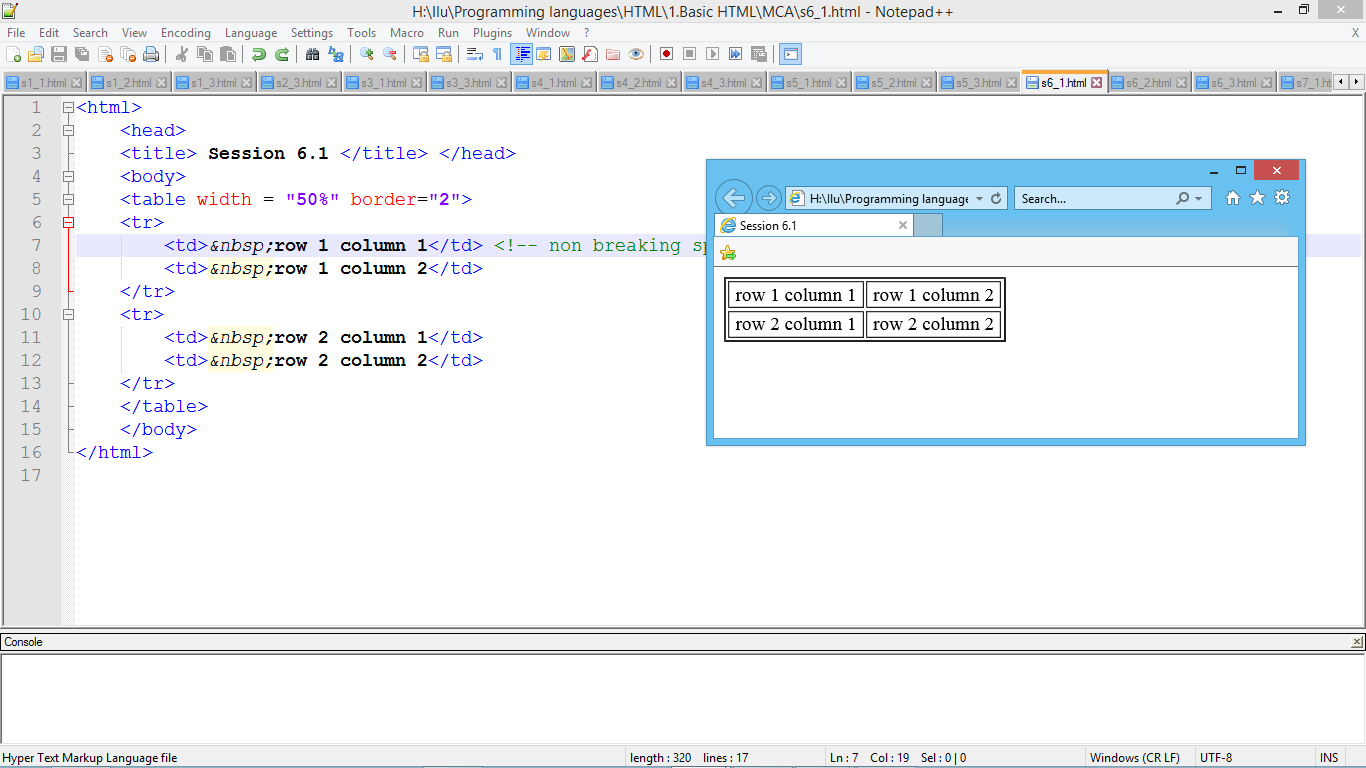 H:\Ilu\Programming languages\HTML\1.Basic HTML\MCA\s6_1.html - Notepad++
File Edit Search View Encoding Language Settings Tools Macro Run Plugins Window ? X
s1_1.html s1_2.html s1_3.html s2_3.html s3_1.html s3_3.html s4_1.html s4_2.html s4_3.html s5_1.html s5_2.html s5_3.html s6_1.html s6_2.html s6_3.html s7_1.ht
1 <html>
2 <head>
3 <title> Session 6.1 </title> </head>
4 <body>
5 <table width = "50%" border="2">
6 <tr>
7 <td>&nbsp;row 1 column 1</td> <!-- non breaking sp
8 <td>&nbsp;row 1 column 2</td>
9 </tr>
10 <tr>
11 <td>&nbsp;row 2 column 1</td>
12 <td>&nbsp;row 2 column 2</td>
13 </tr>
14 </table>
15 </body>
16 </html>
17
H:\Ilu\Programming language Search...
Session 6.1
row 1 column 1 row 1 column 2
row 2 column 1 row 2 column 2
Console
Hyper Text Markup Language file length : 320 lines : 17 Ln : 7 Col : 19 Sel : 0 | 0 Windows (CR LF) UTF-8 INS